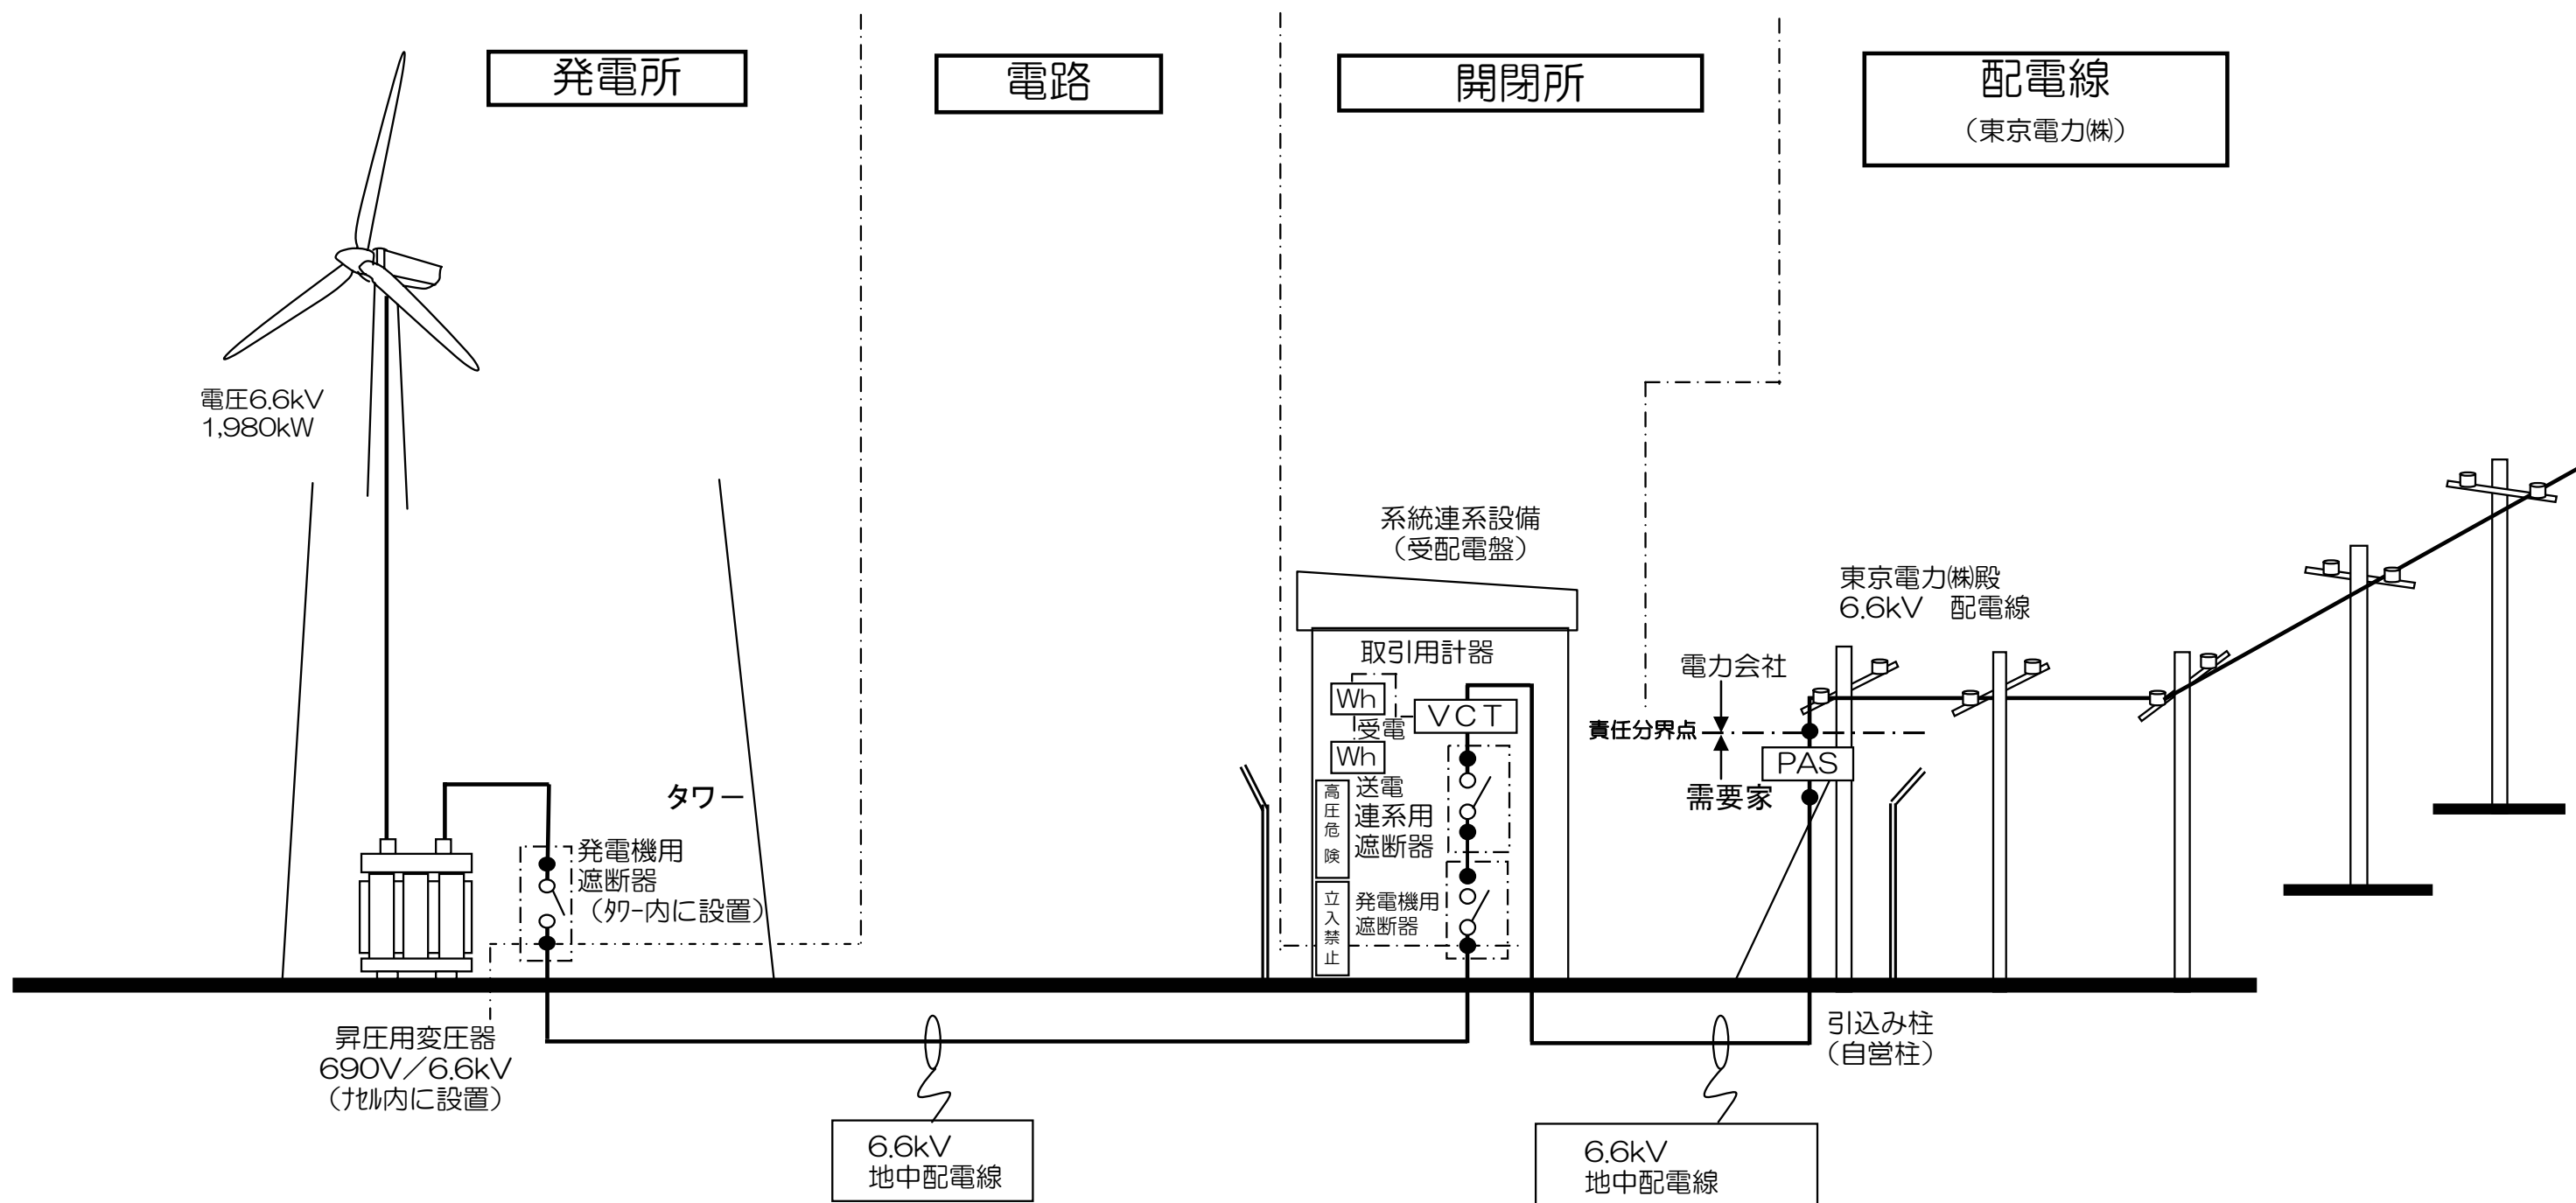 発電所
電路
開閉所
配電線
（東京電力㈱）
電圧6.6kV
1,980kW
系統連系設備
（受配電盤）
東京電力㈱殿
6.6kV　配電線
取引用計器
電力会社
Wh
VCT
受電
責任分界点
Wh
PAS
タワー
送電
需要家
高圧危険
連系用
遮断器
発電機用
遮断器
（ﾀﾜｰ内に設置）
立入禁止
発電機用
遮断器
昇圧用変圧器
690V／6.6kV
（ﾅｾﾙ内に設置）
引込み柱
（自営柱）
6.6kV
地中配電線
6.6kV
地中配電線